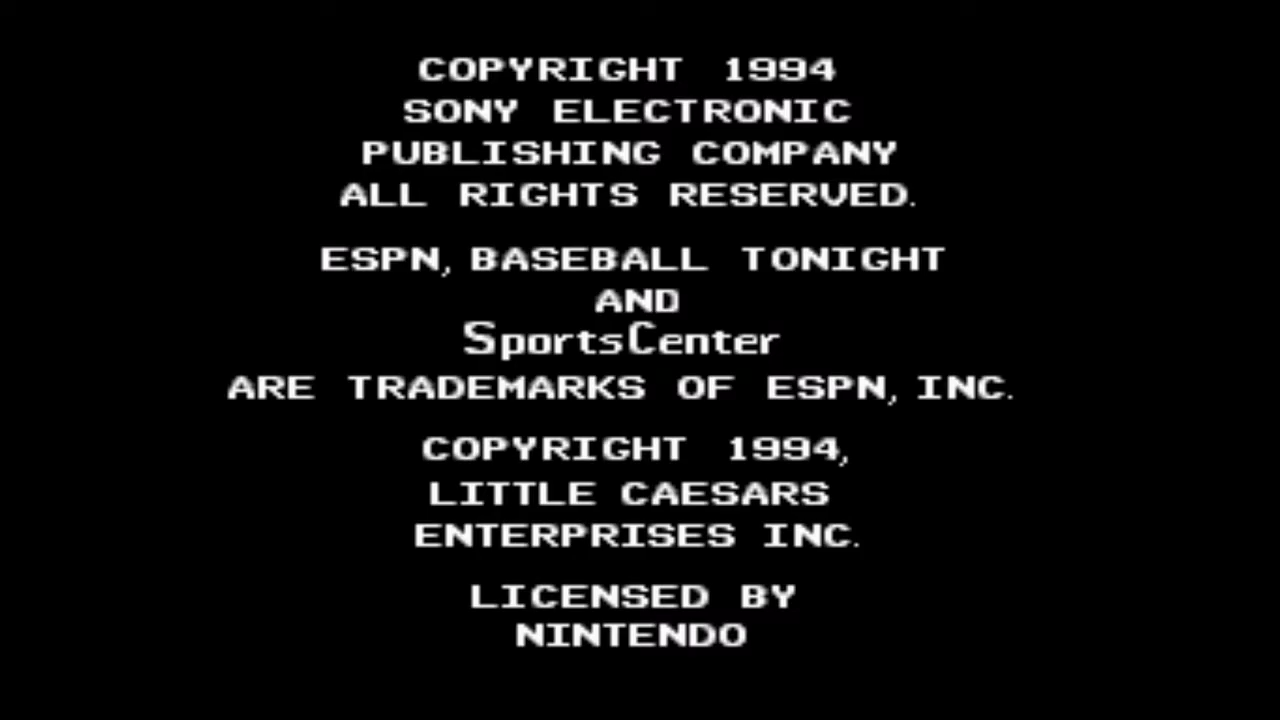 COPYRIGHT 1994
SONY ELECTRONIC
PUBLISHING COMPANY
ALL RIGHTS RESERVED.
ESPN, BASEBALL TONIGHT
AND
SportsCenter
ARE TRADEMARKS OF ESPN, INC.
COPYRIGHT 1994,
LITTLE CAESARS
ENTERPRISES INC.
LICENSED BY
NINTENDO